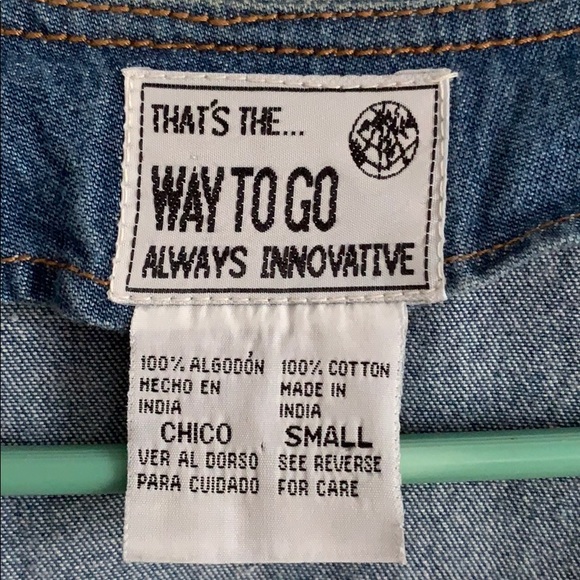 THAT'S THE...
WAY TO GO
ALWAYS INNOVATIVE
100% ALGODÓN
HECHO EN
INDIA
CHICO
VER AL DORSO
PARA CUIDADO
100% COTTON
MADE IN
INDIA
SMALL
SEE REVERSE
FOR CARE